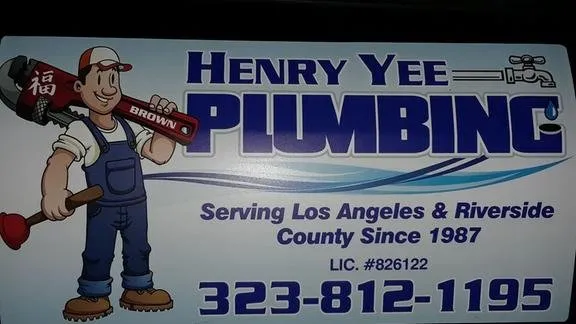 HENRY YEE
PLUMBING
福
BROWN
Serving Los Angeles & Riverside
County Since 1987
LIC. #826122
323-812-1195